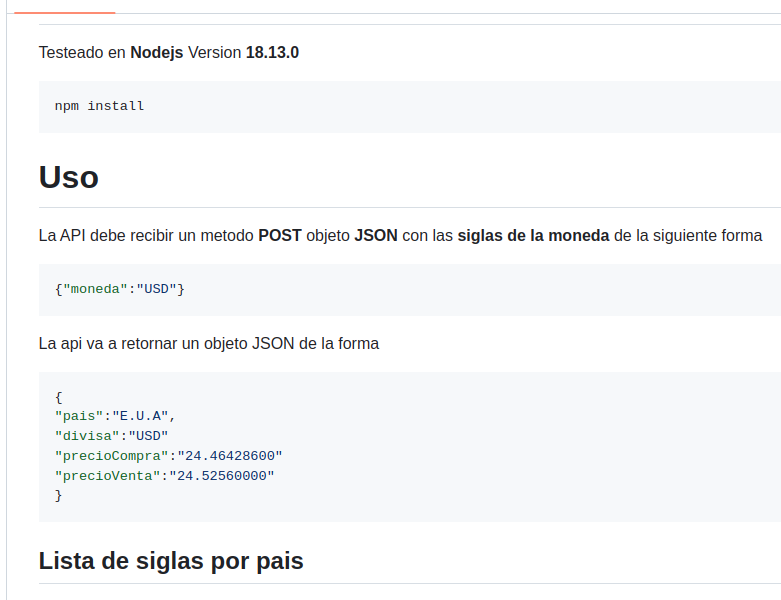 Testeado en Nodejs Version 18.13.0
npm install
Uso
La API debe recibir un metodo POST objeto JSON con las siglas de la moneda de la siguiente forma
{"moneda":"USD"}
La api va a retornar un objeto JSON de la forma
{
"pais":"E.U.A",
"divisa":"USD"
"precioCompra":"24.46428600"
"precioVenta":"24.52560000"
}
Lista de siglas por pais